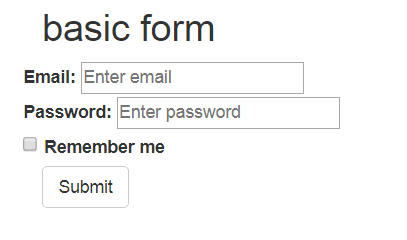 basic form
Email: Enter email
Password: Enter password
Remember me
Submit